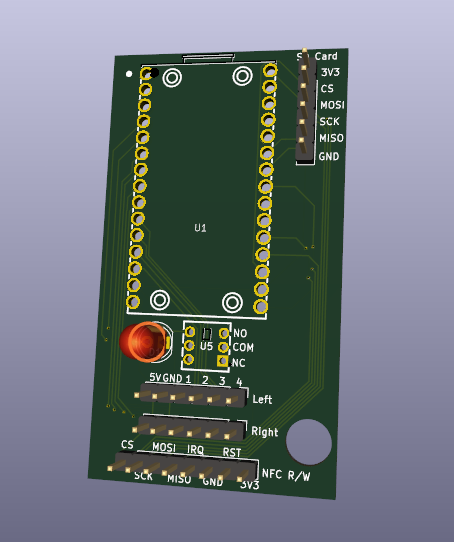 SD Card
3V3
CS
MOSI
SCK
MISO
GND
U1
NO
U5 COM
NC
5V GND 1 2 3 4
Left
Right
CS MOSI IRQ RST
NFC R/W
SCK MISO GND 3V3